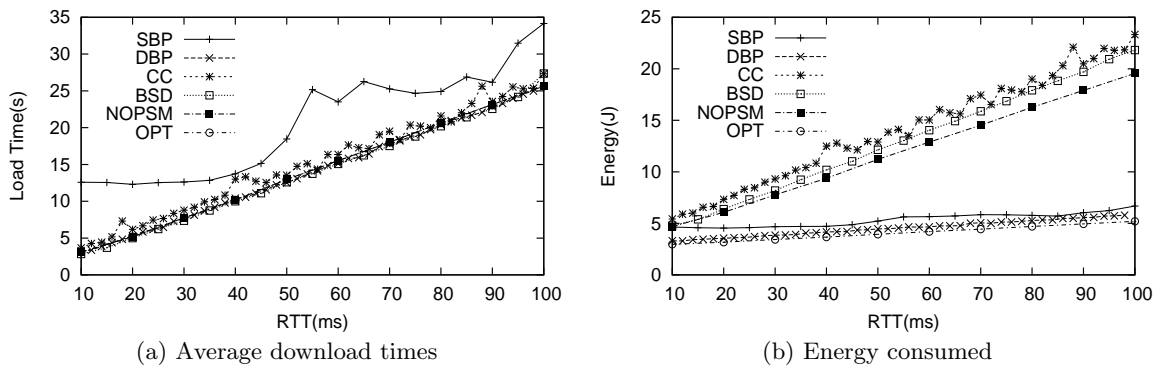 35
30
25
20
15
10
5
0
Load Time(s)
SBP
DBP
CC
BSD
NOPSM
OPT
10 20 30 40 50 60 70 80 90 100
RTT(ms)
(a) Average download times
25
20
15
10
5
0
Energy(J)
SBP
DBP
CC
BSD
NOPSM
OPT
10 20 30 40 50 60 70 80 90 100
RTT(ms)
(b) Energy consumed